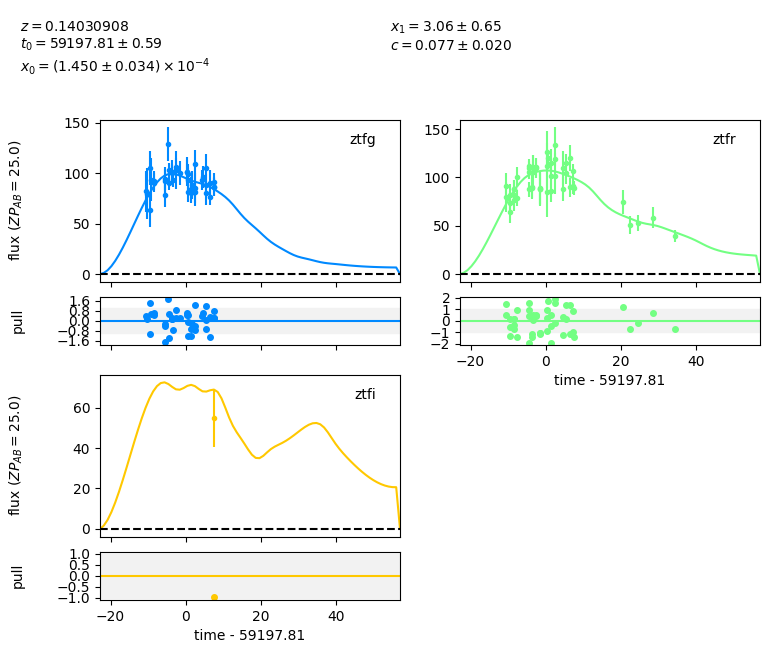 z = 0.14030908
t₀ = 59197.81 ± 0.59
x₀ = (1.450 ± 0.034) × 10⁻⁴
x₁ = 3.06 ± 0.65
c = 0.077 ± 0.020
ztfg
flux (ZP_AB = 25.0)
150
100
50
0
pull
1.6
0.8
0.0
−0.8
−1.6
ztfr
150
100
50
0
2
1
0
−1
−2
−20 0 20 40
time - 59197.81
ztfi
flux (ZP_AB = 25.0)
60
40
20
0
pull
1.0
0.5
0.0
−0.5
−1.0
−20 0 20 40
time - 59197.81